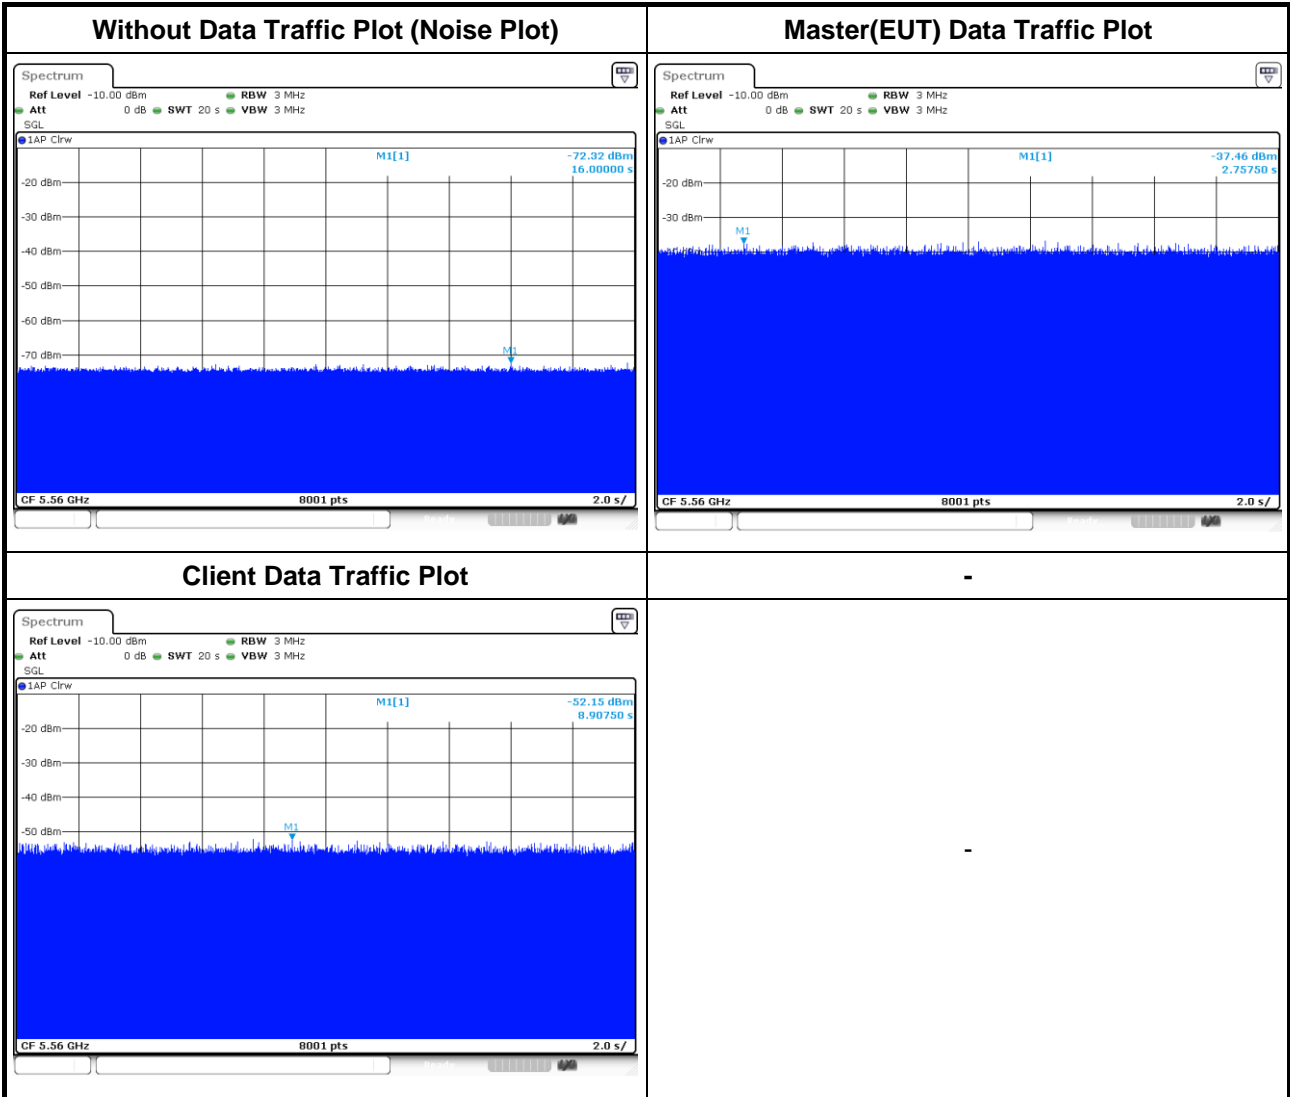 Without Data Traffic Plot (Noise Plot)
Spectrum
Ref Level -10.00 dBm RBW 3 MHz
Att 0 dB SWT 20 s VBW 3 MHz
SGL
1AP Clrw
M1[1] -72.32 dBm
16.00000 s
-20 dBm
-30 dBm
-40 dBm
-50 dBm
-60 dBm
-70 dBm
M1
CF 5.56 GHz 8001 pts 2.0 s/
Ready
Master(EUT) Data Traffic Plot
Spectrum
Ref Level -10.00 dBm RBW 3 MHz
Att 0 dB SWT 20 s VBW 3 MHz
SGL
1AP Clrw
M1[1] -37.46 dBm
2.75750 s
-20 dBm
-30 dBm
M1
CF 5.56 GHz 8001 pts 2.0 s/
Ready
Client Data Traffic Plot
Spectrum
Ref Level -10.00 dBm RBW 3 MHz
Att 0 dB SWT 20 s VBW 3 MHz
SGL
1AP Clrw
M1[1] -52.15 dBm
8.90750 s
-20 dBm
-30 dBm
-40 dBm
-50 dBm
M1
CF 5.56 GHz 8001 pts 2.0 s/
Ready
-
-